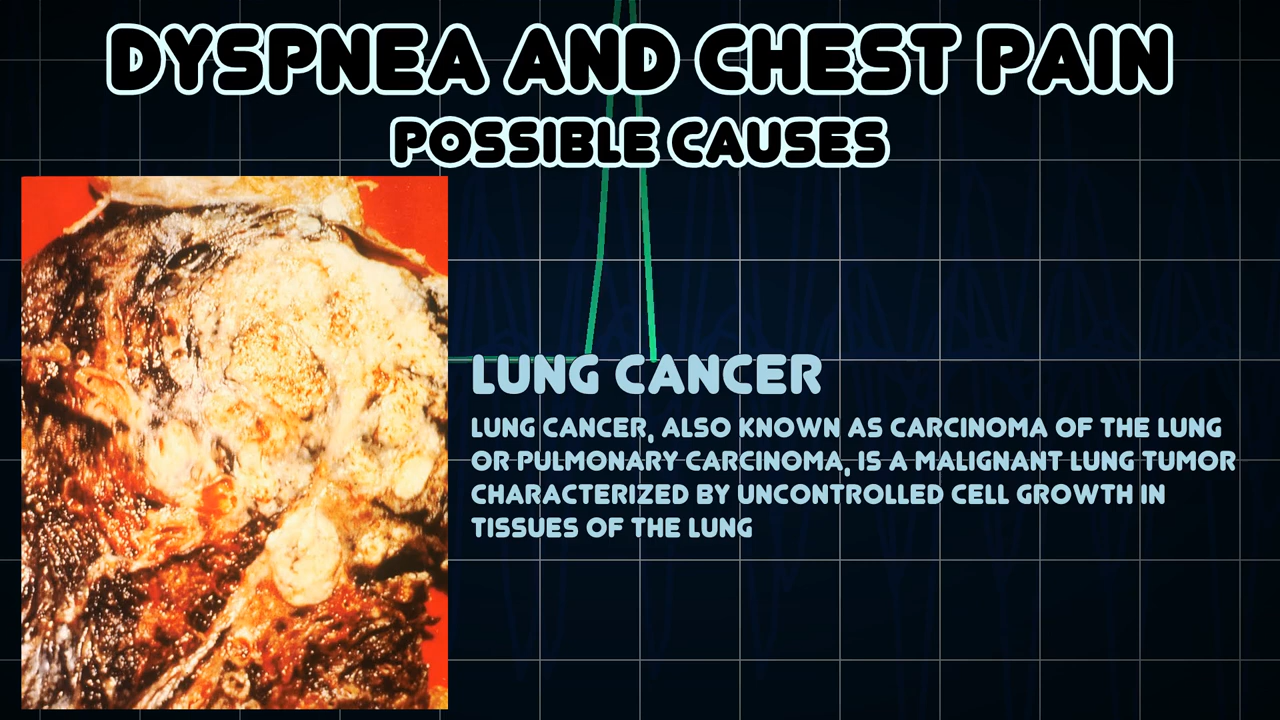 DYSPNEA AND CHEST PAIN
POSSIBLE CAUSES
LUNG CANCER
LUNG CANCER, ALSO KNOWN AS CARCINOMA OF THE LUNG
OR PULMONARY CARCINOMA, IS A MALIGNANT LUNG TUMOR
CHARACTERIZED BY UNCONTROLLED CELL GROWTH IN
TISSUES OF THE LUNG